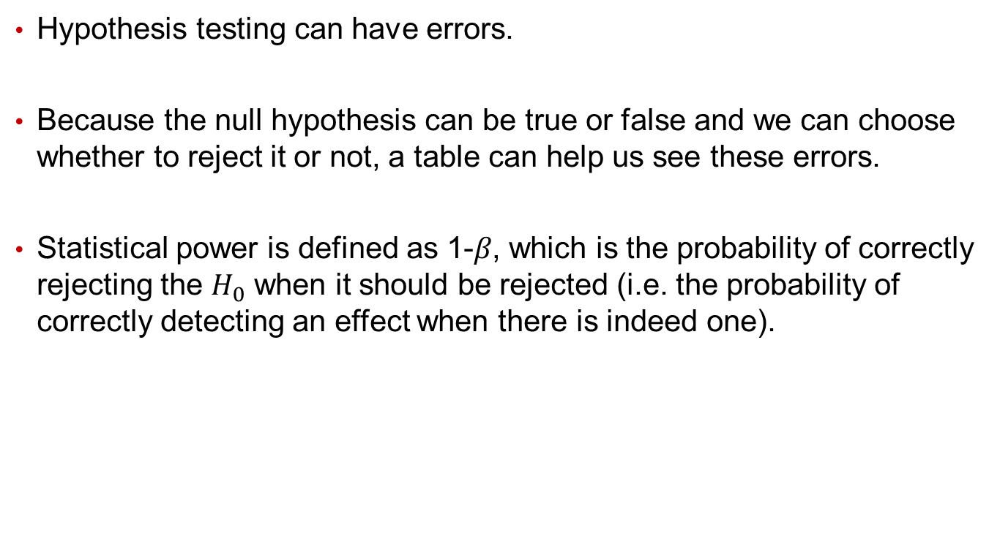 • Hypothesis testing can have errors.
• Because the null hypothesis can be true or false and we can choose
whether to reject it or not, a table can help us see these errors.
• Statistical power is defined as 1-𝛽, which is the probability of correctly
rejecting the 𝐻₀ when it should be rejected (i.e. the probability of
correctly detecting an effect when there is indeed one).